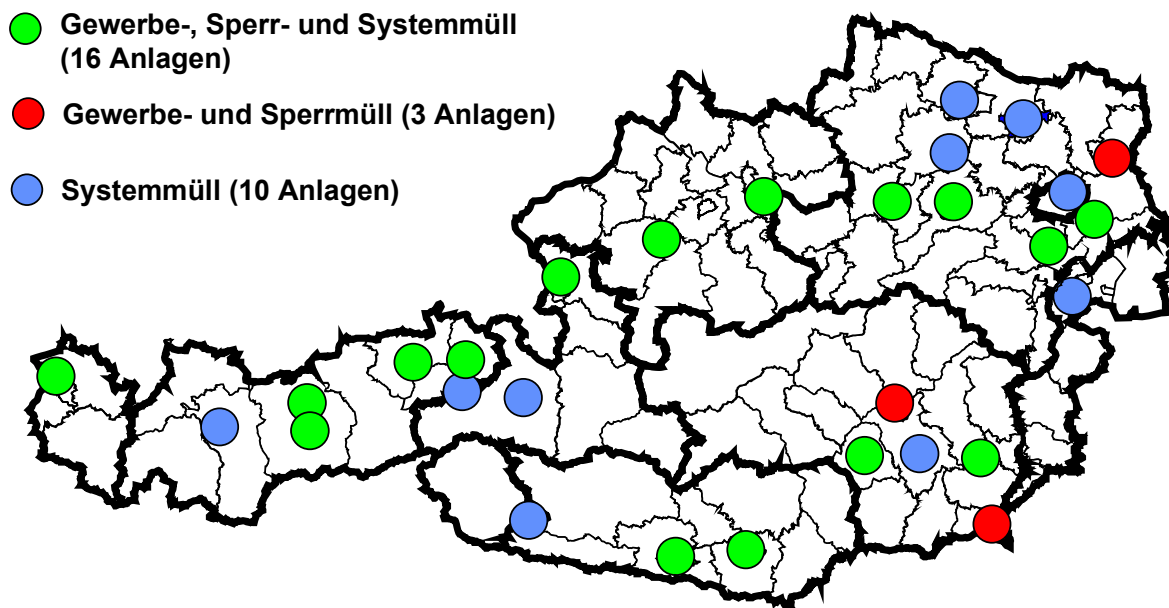 Gewerbe-, Sperr- und Systemmüll
(16 Anlagen)
Gewerbe- und Sperrmüll (3 Anlagen)
Systemmüll (10 Anlagen)